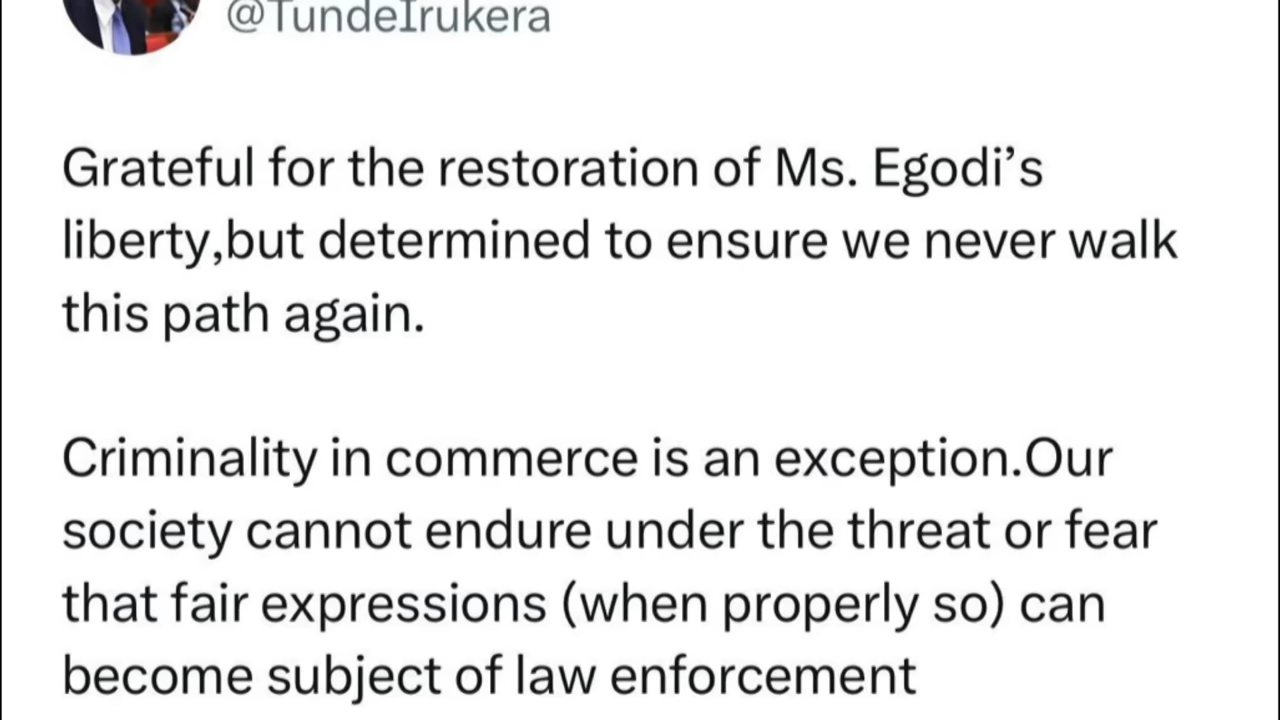 @TundeIrukera
Grateful for the restoration of Ms. Egodi’s
liberty,but determined to ensure we never walk
this path again.
Criminality in commerce is an exception.Our
society cannot endure under the threat or fear
that fair expressions (when properly so) can
become subject of law enforcement